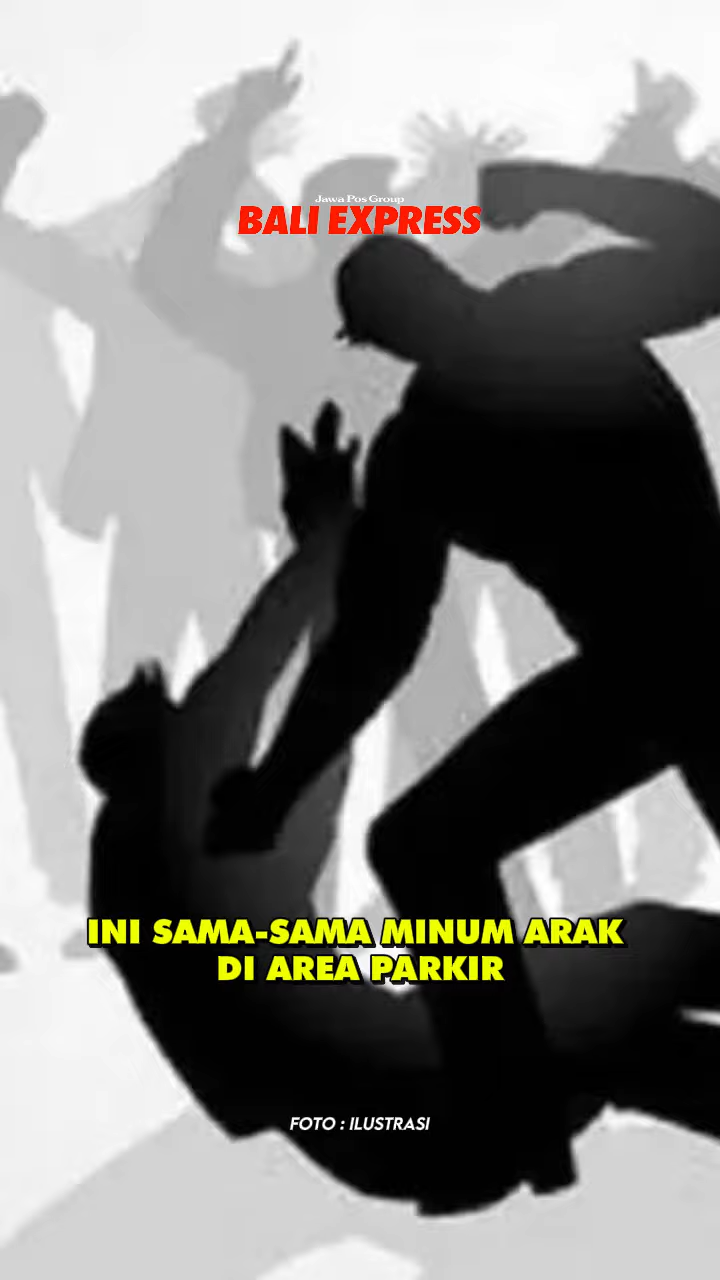 Jawa Pos Group
BALI EXPRESS
INI SAMA-SAMA MINUM ARAK
DI AREA PARKIR
FOTO : ILUSTRASI